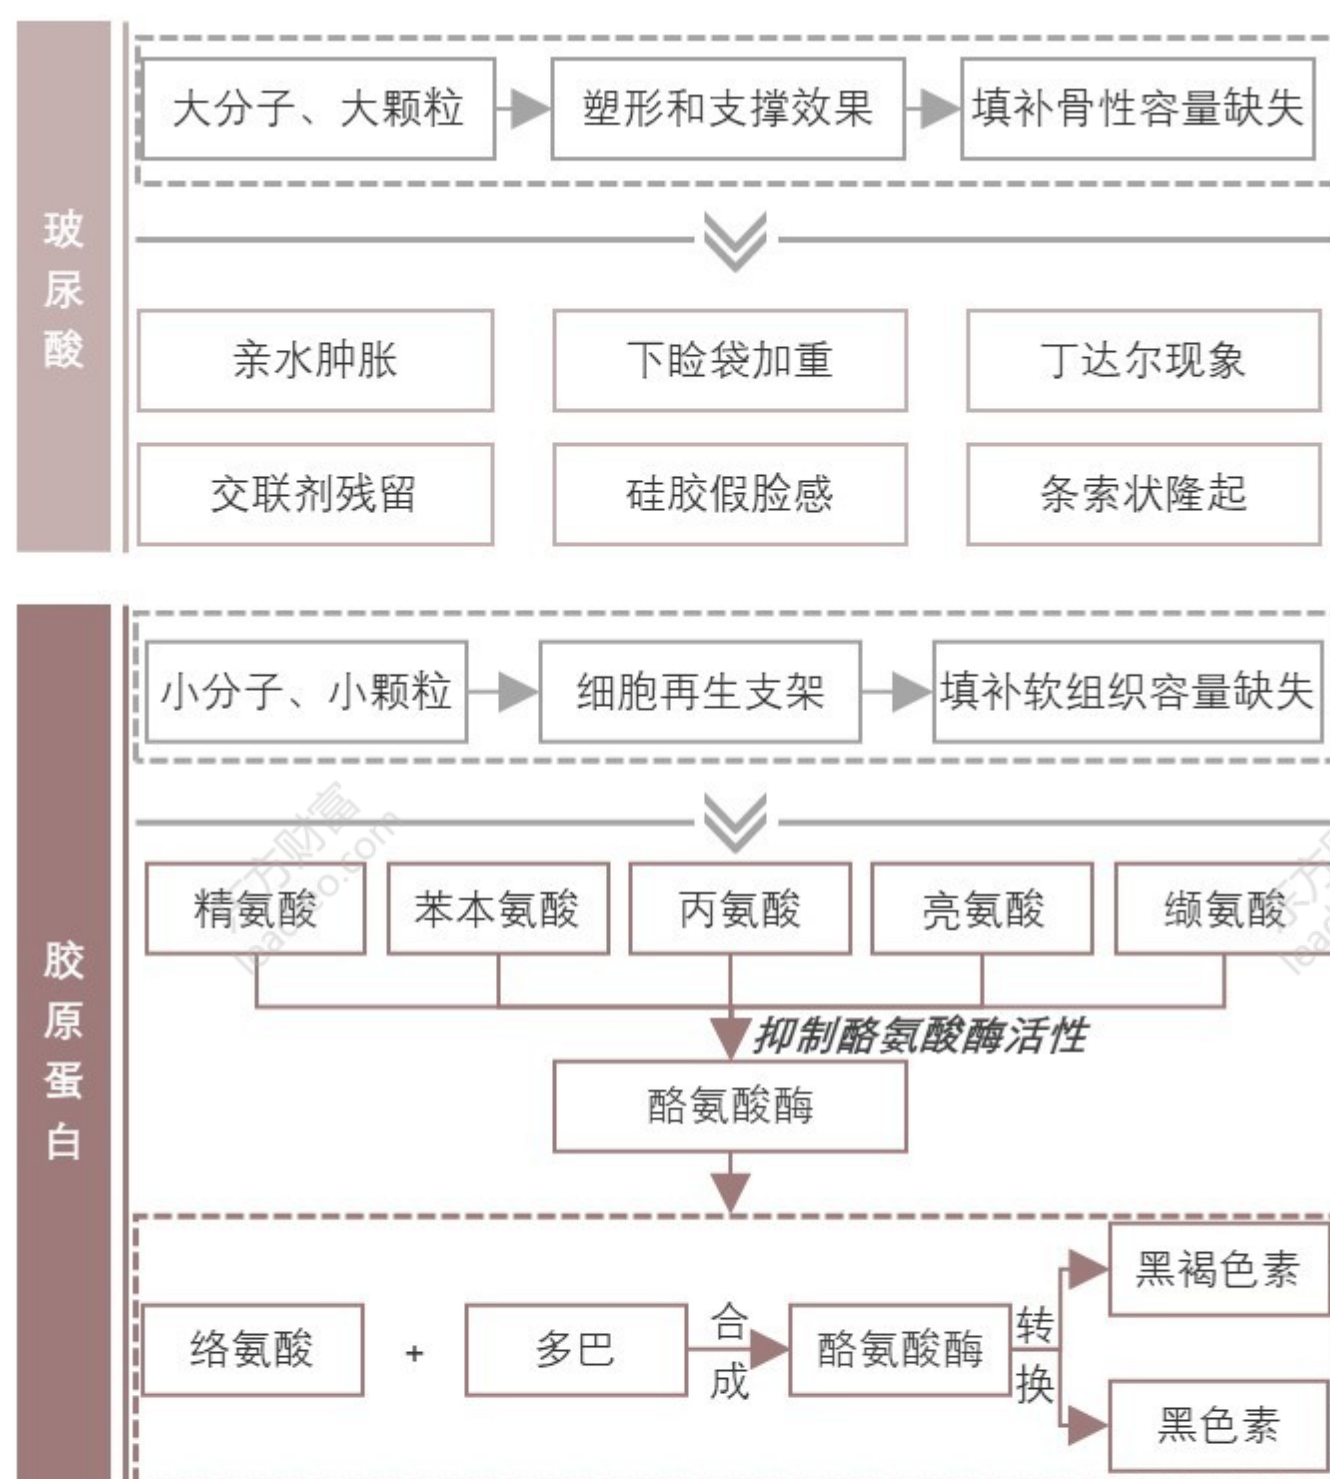 玻尿酸
大分子、大颗粒
塑形和支撑效果
填补骨性容量缺失
亲水肿胀
下睑袋加重
丁达尔现象
交联剂残留
硅胶假脸感
条索状隆起
胶原蛋白
小分子、小颗粒
细胞再生支架
填补软组织容量缺失
精氨酸
苯本氨酸
丙氨酸
亮氨酸
缬氨酸
抑制酪氨酸酶活性
酪氨酸酶
络氨酸
+
多巴
合成
酪氨酸酶
转换
黑褐色素
黑色素
东方财富